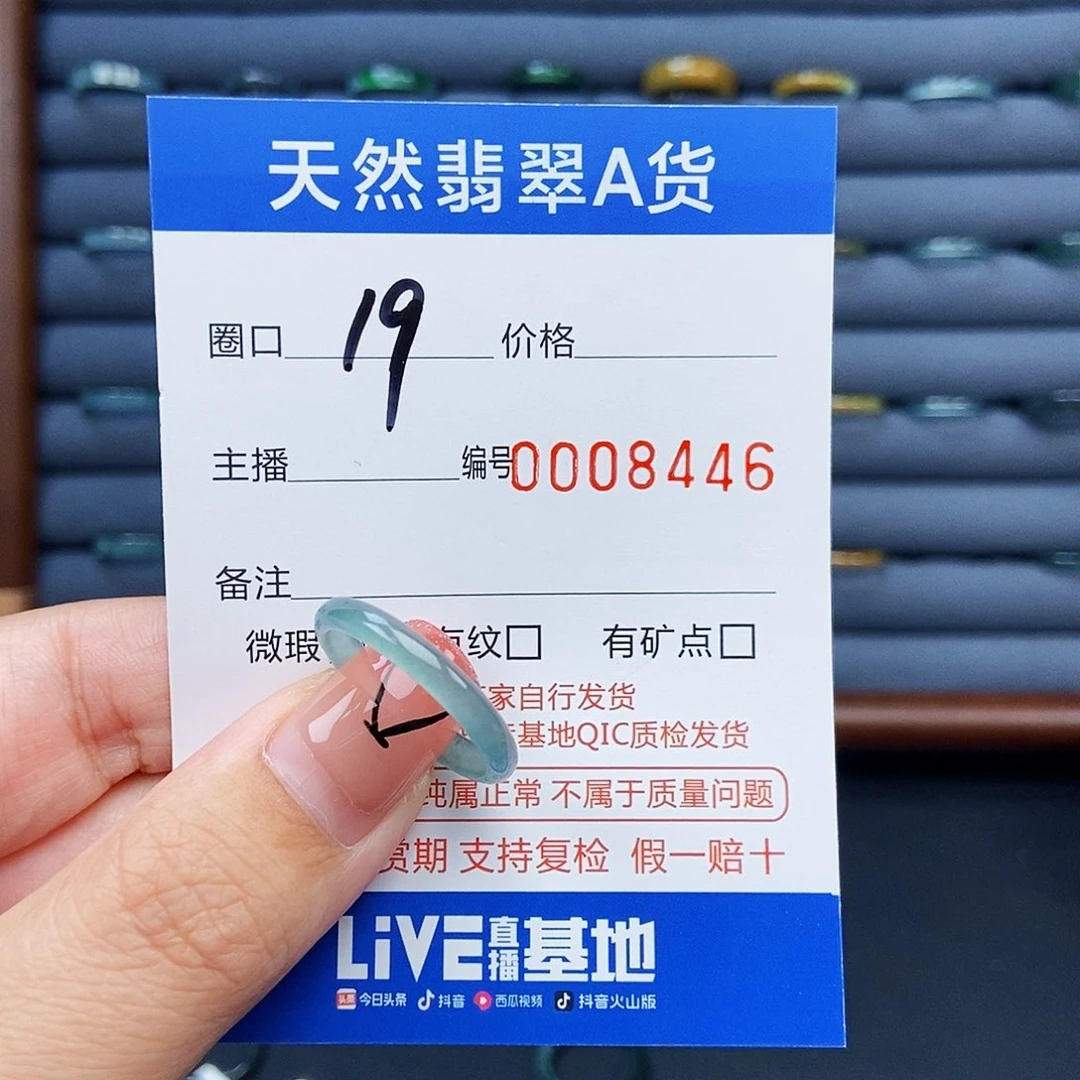 天然翡翠A货
圈口 19 价格
主播 编号0008446
备注
微瑕 有纹□ 有矿点□
家自行发货
基地QIC质检发货
纯属正常 不属于质量问题
赏期 支持复检 假一赔十
LiVE直播基地
头条 今日头条 抖音 西瓜视频 抖音火山版